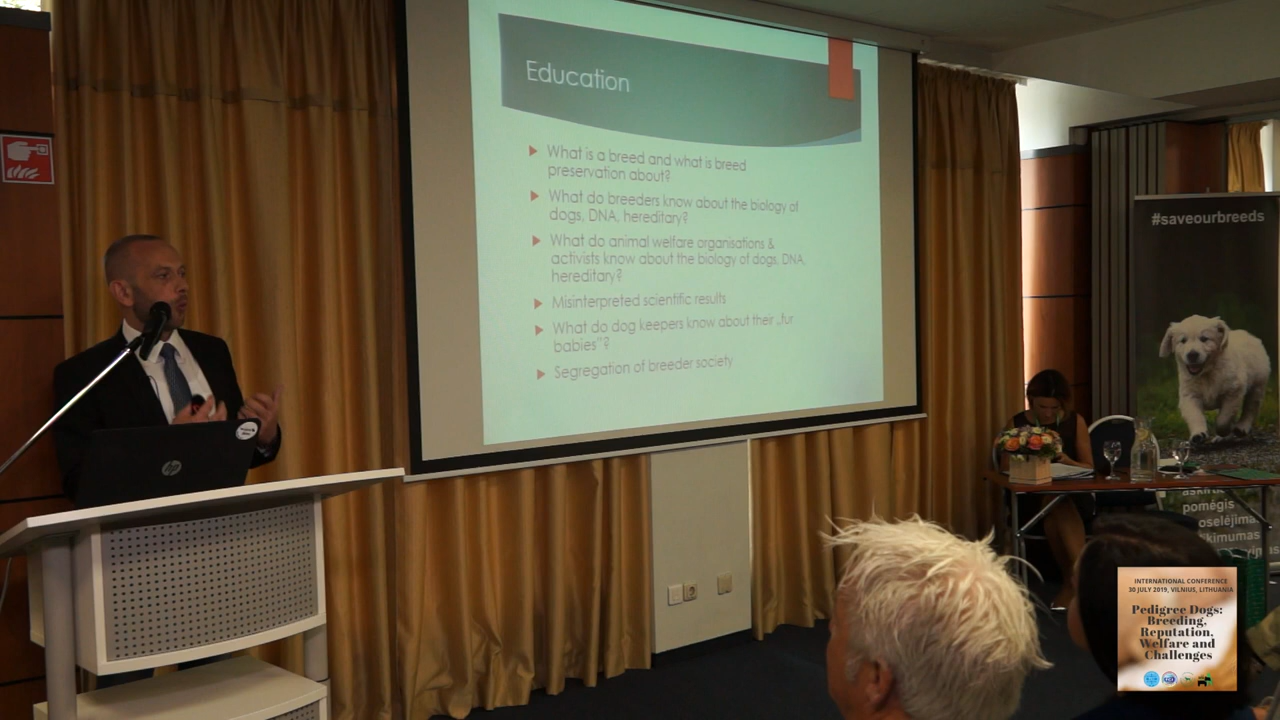 Education
What is a breed and what is breed
preservation about?
What do breeders know about the biology of
dogs, DNA, hereditary?
What do animal welfare organisations &
activists know about the biology of dogs, DNA,
hereditary?
Misinterpreted scientific results
What do dog keepers know about their „fur
babies"?
Segregation of breeder society
hp
#saveourbreeds
pomėgis
INTERNATIONAL CONFERENCE
30 JULY 2019, VILNIUS, LITHUANIA
Pedigree Dogs:
Breeding,
Reputation,
Welfare and
Challenges